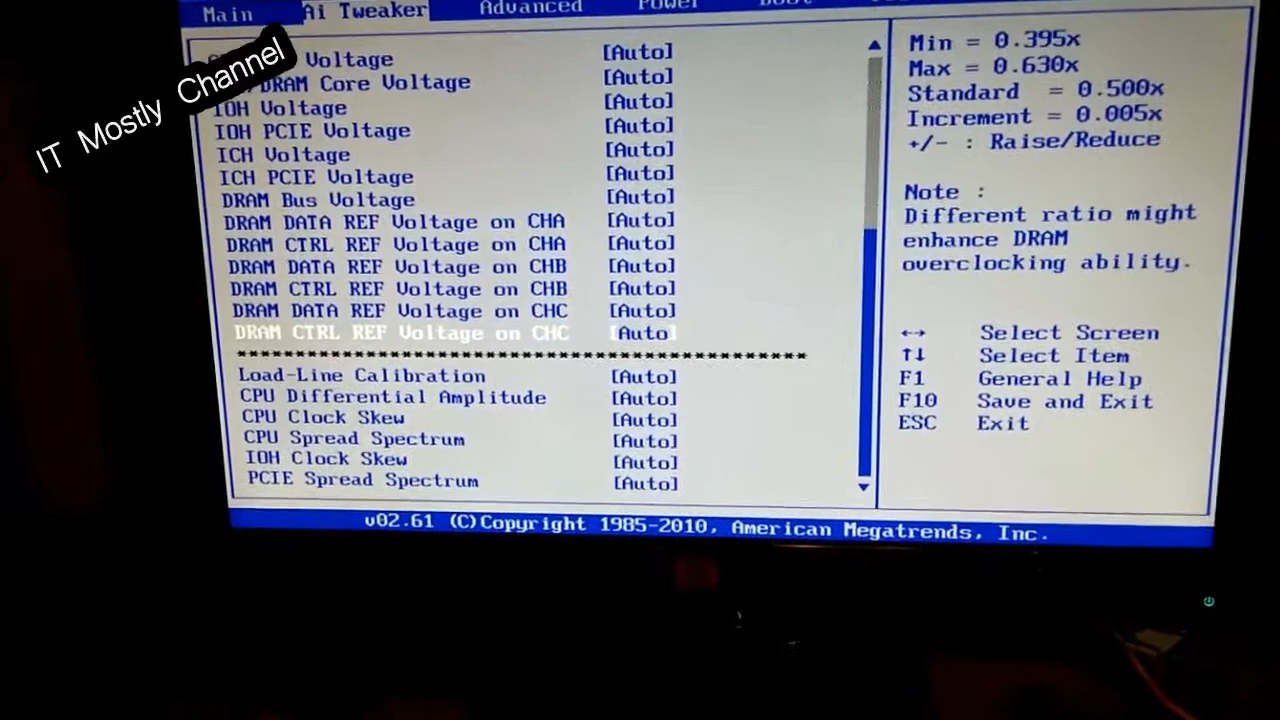 Main Ai Tweaker Advanced Power
IT Mostly Channel
Voltage [Auto]
DRAM Core Voltage [Auto]
IOH Voltage [Auto]
IOH PCIE Voltage [Auto]
ICH Voltage [Auto]
ICH PCIE Voltage [Auto]
DRAM Bus Voltage [Auto]
DRAM DATA REF Voltage on CHA [Auto]
DRAM CTRL REF Voltage on CHA [Auto]
DRAM DATA REF Voltage on CHB [Auto]
DRAM CTRL REF Voltage on CHB [Auto]
DRAM DATA REF Voltage on CHC [Auto]
DRAM CTRL REF Voltage on CHC [Auto]
************************************************
Load-Line Calibration [Auto]
CPU Differential Amplitude [Auto]
CPU Clock Skew [Auto]
CPU Spread Spectrum [Auto]
IOH Clock Skew [Auto]
PCIE Spread Spectrum [Auto]
Min = 0.395x
Max = 0.630x
Standard = 0.500x
Increment = 0.005x
+/- : Raise/Reduce
Note :
Different ratio might
enhance DRAM
overclocking ability.
↔ Select Screen
↑↓ Select Item
F1 General Help
F10 Save and Exit
ESC Exit
v02.61 (C)Copyright 1985-2010, American Megatrends, Inc.